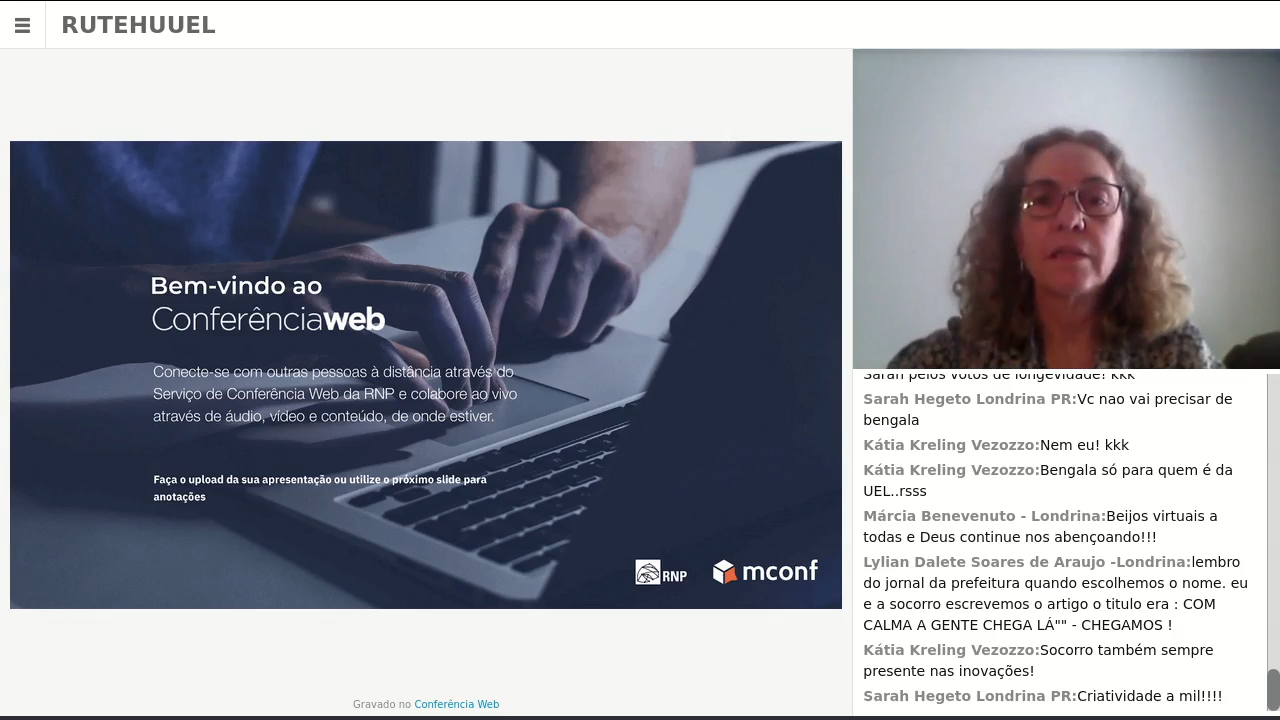 RUTEHUUEL
Bem-vindo ao
Conferênciaweb
Conecte-se com outras pessoas à distância através do
Serviço de Conferência Web da RNP e colabore ao vivo
através de áudio, vídeo e conteúdo, de onde estiver.
Faça o upload da sua apresentação ou utilize o próximo slide para
anotações
RNP
mconf
Gravado no Conferência Web
Sarah pelos votos de longevidade! kkk
Sarah Hegeto Londrina PR:Vc nao vai precisar de
bengala
Kátia Kreling Vezozzo:Nem eu! kkk
Kátia Kreling Vezozzo:Bengala só para quem é da
UEL..rsss
Márcia Benevenuto - Londrina:Beijos virtuais a
todas e Deus continue nos abençoando!!!
Lylian Dalete Soares de Araujo -Londrina:lembro
do jornal da prefeitura quando escolhemos o nome. eu
e a socorro escrevemos o artigo o titulo era : COM
CALMA A GENTE CHEGA LÁ"" - CHEGAMOS !
Kátia Kreling Vezozzo:Socorro também sempre
presente nas inovações!
Sarah Hegeto Londrina PR:Criatividade a mil!!!!